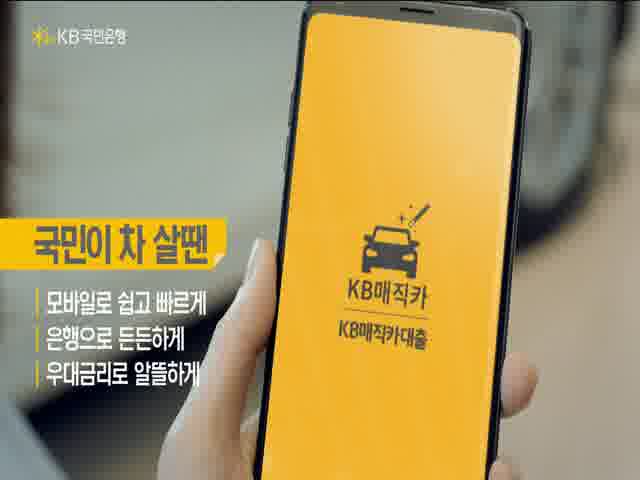 KB국민은행
국민이 차 살땐
모바일로 쉽고 빠르게
은행으로 든든하게
우대금리로 알뜰하게
KB매직카
KB매직카대출